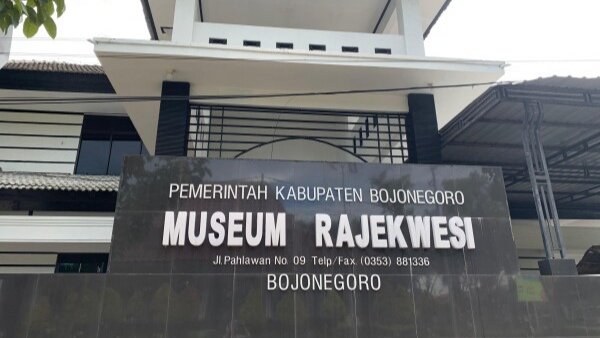 PEMERINTAH KABUPATEN BOJONEGORO
MUSEUM RAJEKWESI
Jl.Pahlawan No. 09 Telp/Fax. (0353) 881336
BOJONEGORO